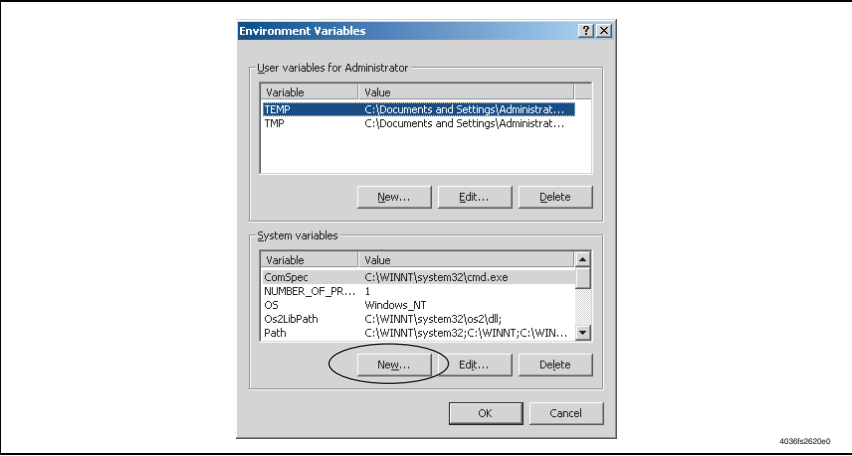 Environment Variables
User variables for Administrator
Variable Value
TEMP C:\Documents and Settings\Administrat...
TMP C:\Documents and Settings\Administrat...
New... Edit... Delete
System variables
Variable Value
ComSpec C:\WINNT\system32\cmd.exe
NUMBER_OF_PR... 1
OS Windows_NT
Os2LibPath C:\WINNT\system32\os2\dll;
Path C:\WINNT\system32;C:\WINNT;C:\WIN...
New... Edit... Delete
OK Cancel
4036fs2620e0